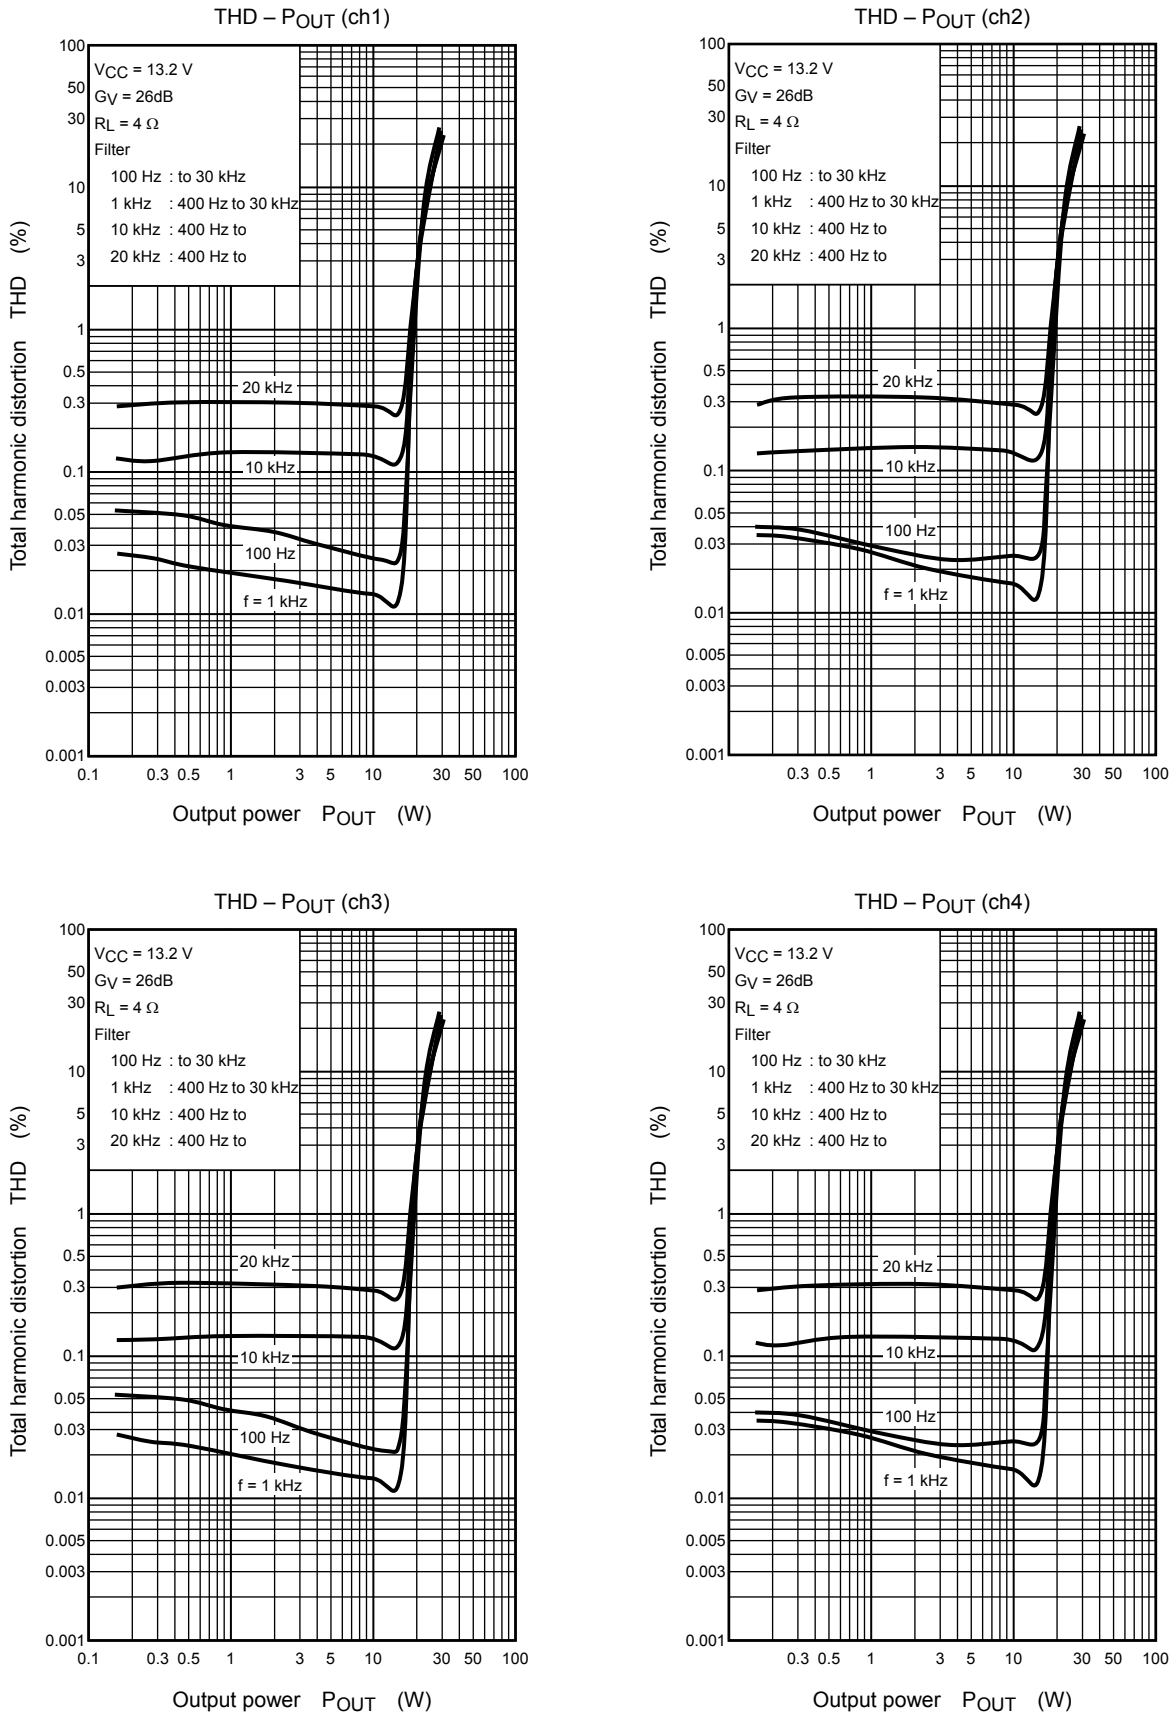 THD – POUT (ch1)
100
50
30
10
5
3
1
0.5
0.3
0.1
0.05
0.03
0.01
0.005
0.003
0.001
Total harmonic distortion THD (%)
VCC = 13.2 V
GV = 26dB
RL = 4 Ω
Filter
100 Hz : to 30 kHz
1 kHz : 400 Hz to 30 kHz
10 kHz : 400 Hz to
20 kHz : 400 Hz to
20 kHz
10 kHz
100 Hz
f = 1 kHz
0.1 0.3 0.5 1 3 5 10 30 50 100
Output power POUT (W)
THD – POUT (ch2)
100
50
30
10
5
3
1
0.5
0.3
0.1
0.05
0.03
0.01
0.005
0.003
0.001
Total harmonic distortion THD (%)
VCC = 13.2 V
GV = 26dB
RL = 4 Ω
Filter
100 Hz : to 30 kHz
1 kHz : 400 Hz to 30 kHz
10 kHz : 400 Hz to
20 kHz : 400 Hz to
20 kHz
10 kHz
100 Hz
f = 1 kHz
0.3 0.5 1 3 5 10 30 50 100
Output power POUT (W)
THD – POUT (ch3)
100
50
30
10
5
3
1
0.5
0.3
0.1
0.05
0.03
0.01
0.005
0.003
0.001
Total harmonic distortion THD (%)
VCC = 13.2 V
GV = 26dB
RL = 4 Ω
Filter
100 Hz : to 30 kHz
1 kHz : 400 Hz to 30 kHz
10 kHz : 400 Hz to
20 kHz : 400 Hz to
20 kHz
10 kHz
100 Hz
f = 1 kHz
0.1 0.3 0.5 1 3 5 10 30 50 100
Output power POUT (W)
THD – POUT (ch4)
100
50
30
10
5
3
1
0.5
0.3
0.1
0.05
0.03
0.01
0.005
0.003
0.001
Total harmonic distortion THD (%)
VCC = 13.2 V
GV = 26dB
RL = 4 Ω
Filter
100 Hz : to 30 kHz
1 kHz : 400 Hz to 30 kHz
10 kHz : 400 Hz to
20 kHz : 400 Hz to
20 kHz
10 kHz
100 Hz
f = 1 kHz
0.3 0.5 1 3 5 10 30 50 100
Output power POUT (W)